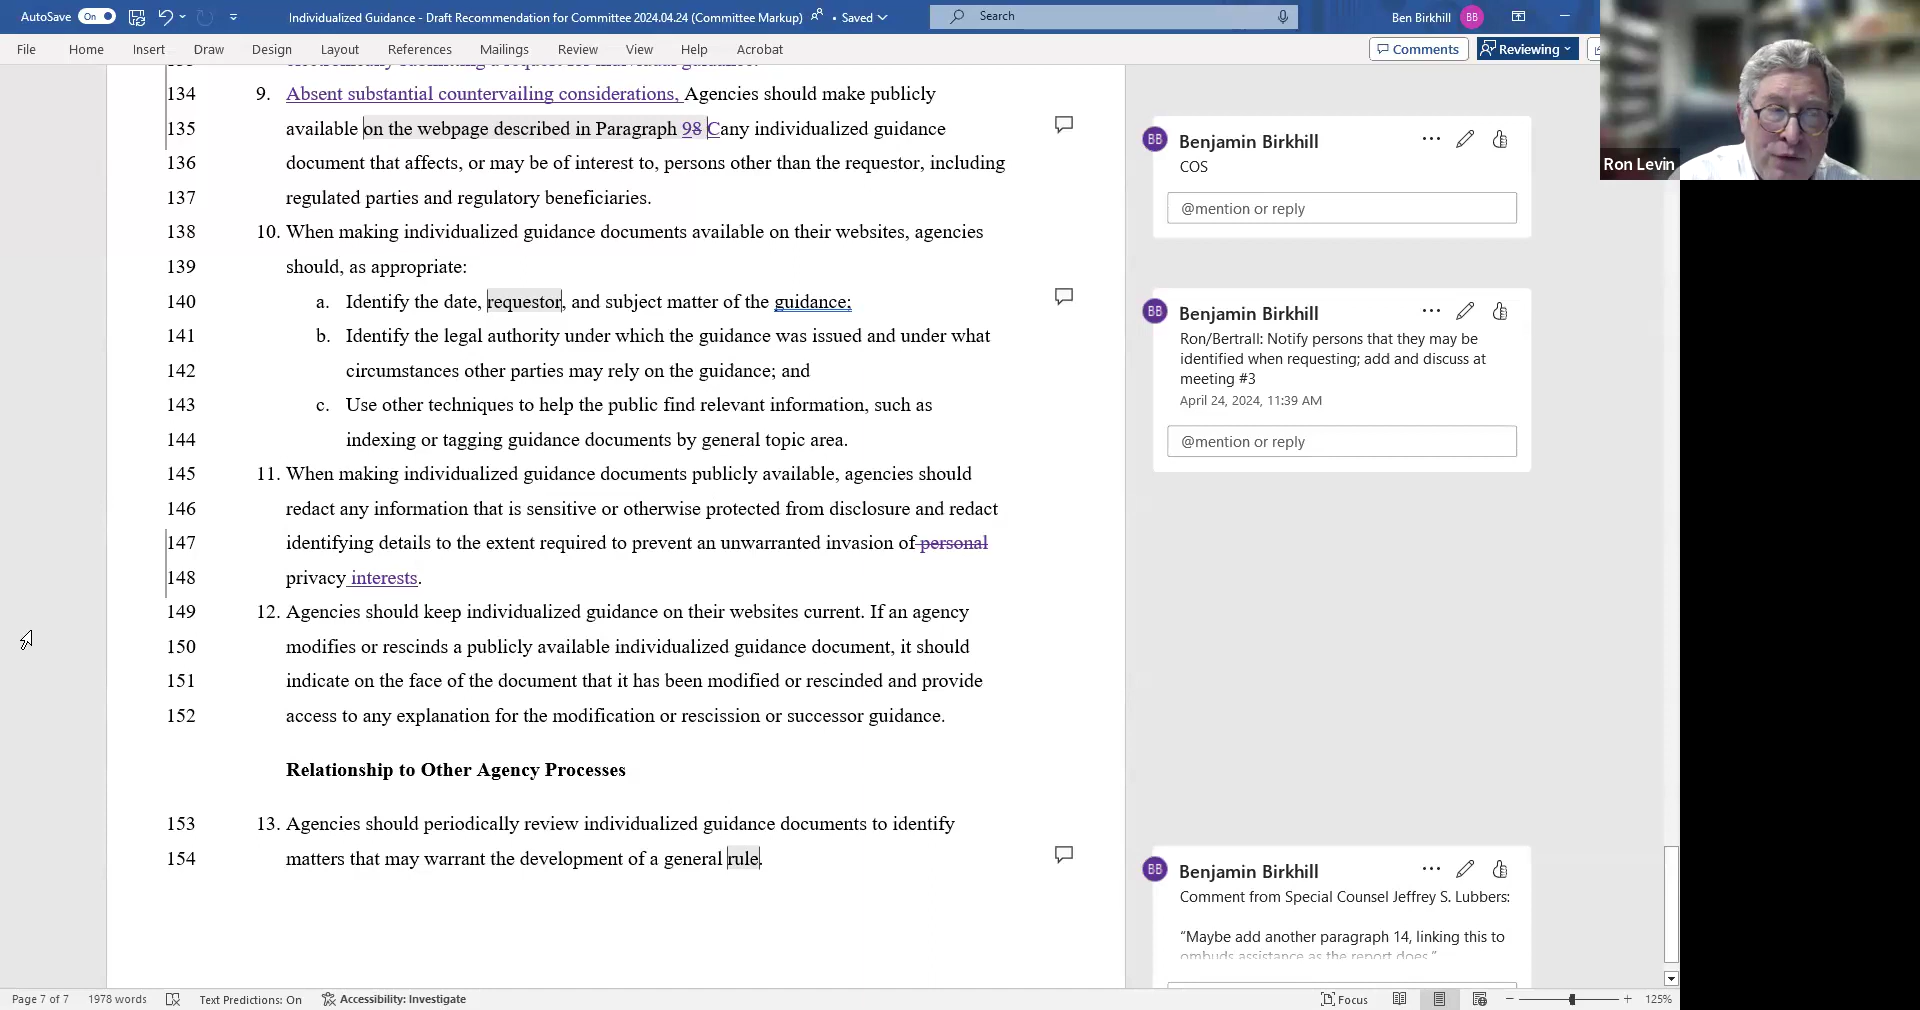 AutoSave On Individualized Guidance - Draft Recommendation for Committee 2024.04.24 (Committee Markup) • Saved Search Ben Birkhill BB
File Home Insert Draw Design Layout References Mailings Review View Help Acrobat Comments Reviewing
134 9. Absent substantial countervailing considerations, Agencies should make publicly
135 available on the webpage described in Paragraph 98 Cany individualized guidance
136 document that affects, or may be of interest to, persons other than the requestor, including
137 regulated parties and regulatory beneficiaries.
138 10. When making individualized guidance documents available on their websites, agencies
139 should, as appropriate:
140 a. Identify the date, requestor, and subject matter of the guidance;
141 b. Identify the legal authority under which the guidance was issued and under what
142 circumstances other parties may rely on the guidance; and
143 c. Use other techniques to help the public find relevant information, such as
144 indexing or tagging guidance documents by general topic area.
145 11. When making individualized guidance documents publicly available, agencies should
146 redact any information that is sensitive or otherwise protected from disclosure and redact
147 identifying details to the extent required to prevent an unwarranted invasion of personal
148 privacy interests.
149 12. Agencies should keep individualized guidance on their websites current. If an agency
150 modifies or rescinds a publicly available individualized guidance document, it should
151 indicate on the face of the document that it has been modified or rescinded and provide
152 access to any explanation for the modification or rescission or successor guidance.
Relationship to Other Agency Processes
153 13. Agencies should periodically review individualized guidance documents to identify
154 matters that may warrant the development of a general rule.
BB Benjamin Birkhill
COS
@mention or reply
BB Benjamin Birkhill
Ron/Bertrall: Notify persons that they may be
identified when requesting; add and discuss at
meeting #3
April 24, 2024, 11:39 AM
@mention or reply
BB Benjamin Birkhill
Comment from Special Counsel Jeffrey S. Lubbers:
“Maybe add another paragraph 14, linking this to
ombuds assistance as the report does.”
Ron Levin
Page 7 of 7 1978 words Text Predictions: On Accessibility: Investigate Focus 125%